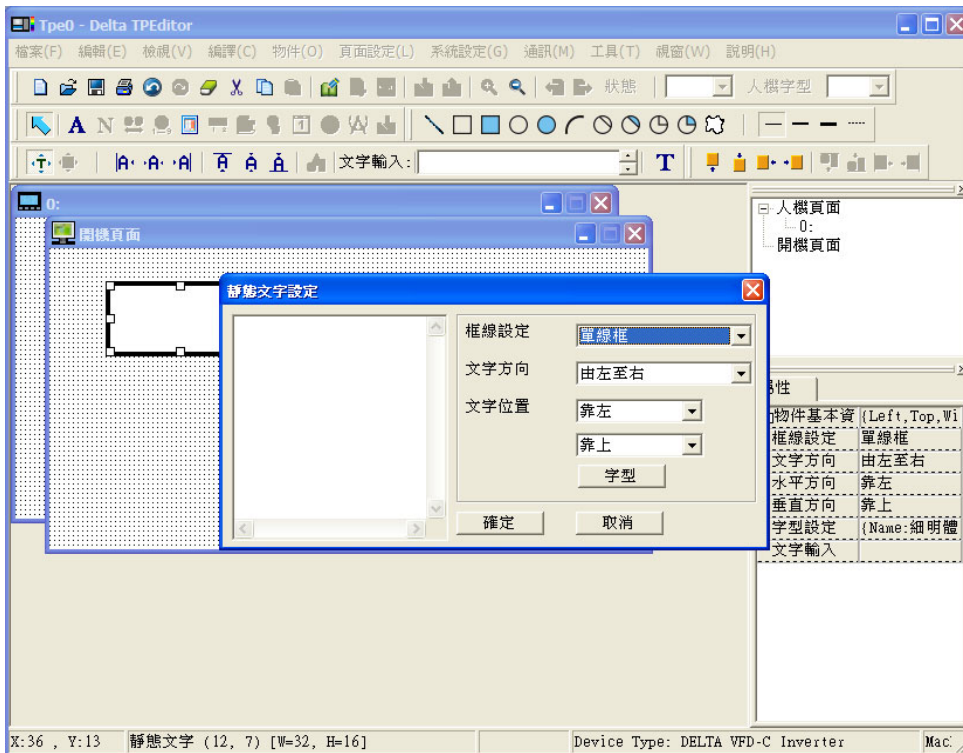 Tpe0 - Delta TPEditor
檔案(F) 編輯(E) 檢視(V) 編譯(C) 物件(O) 頁面設定(L) 系統設定(G) 通訊(M) 工具(T) 視窗(W) 說明(H)
狀態 人機字型
文字輸入:
0:
開機頁面
人機頁面
0:
開機頁面
靜態文字設定
框線設定 單線框
文字方向 由左至右
文字位置 靠左
靠上
字型
確定 取消
性
物件基本資 {Left,Top,Wi
框線設定 單線框
文字方向 由左至右
水平方向 靠左
垂直方向 靠上
字型設定 {Name:細明體
文字輸入
X:36 , Y:13 靜態文字 (12, 7) [W=32, H=16] Device Type: DELTA VFD-C Inverter Mac: